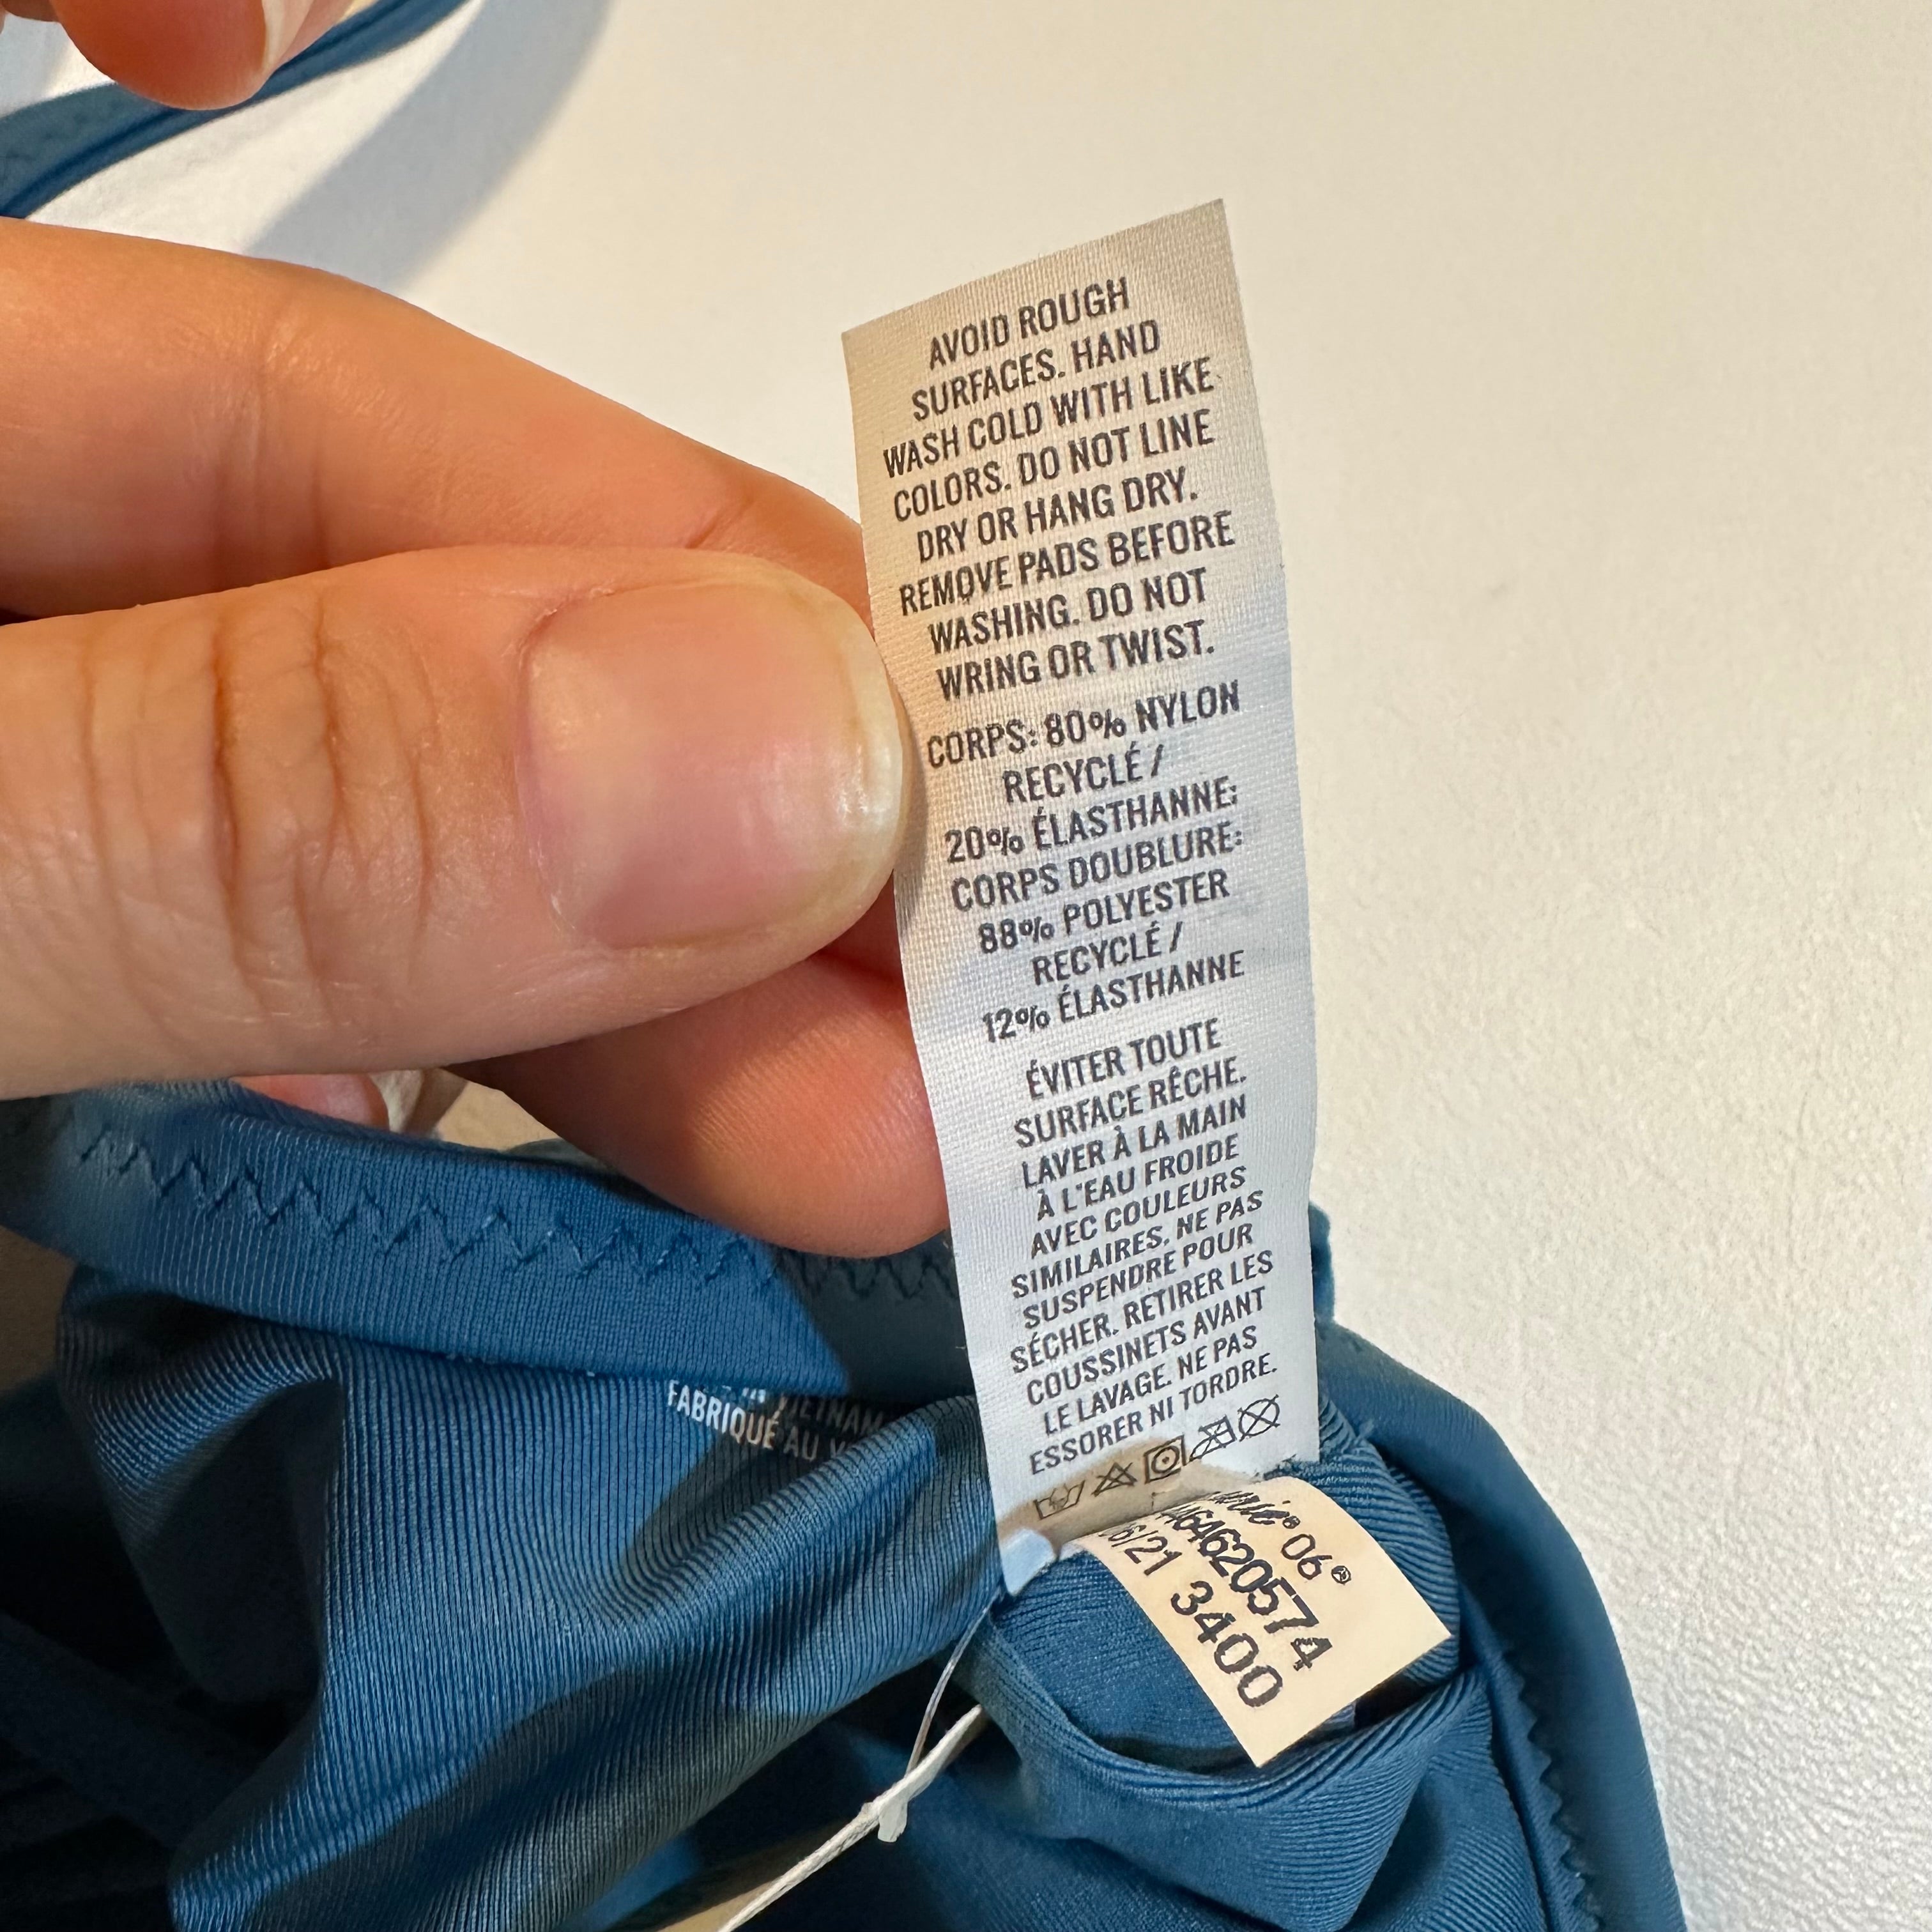 AVOID ROUGH
SURFACES. HAND
WASH COLD WITH LIKE
COLORS. DO NOT LINE
DRY OR HANG DRY.
REMOVE PADS BEFORE
WASHING. DO NOT
WRING OR TWIST.
CORPS: 80% NYLON
RECYCLÉ /
20% ÉLASTHANNE;
CORPS DOUBLURE:
88% POLYESTER
RECYCLÉ /
12% ÉLASTHANNE
ÉVITER TOUTE
SURFACE RÊCHE.
LAVER À LA MAIN
À L'EAU FROIDE
AVEC COULEURS
SIMILAIRES. NE PAS
SUSPENDRE POUR
SÉCHER. RETIRER LES
COUSSINETS AVANT
LE LAVAGE. NE PAS
ESSORER NI TORDRE.
VIETNAM
FABRIQUÉ AU
06®
620574
3400